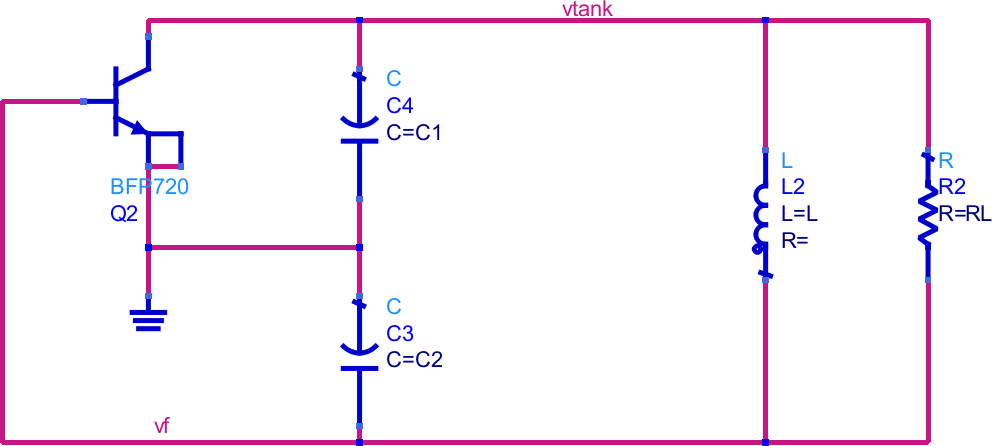 vtank
C
C4
C=C1
BFP720
Q2
L
L2
L=L
R=
R
R2
R=RL
C
C3
C=C2
vf